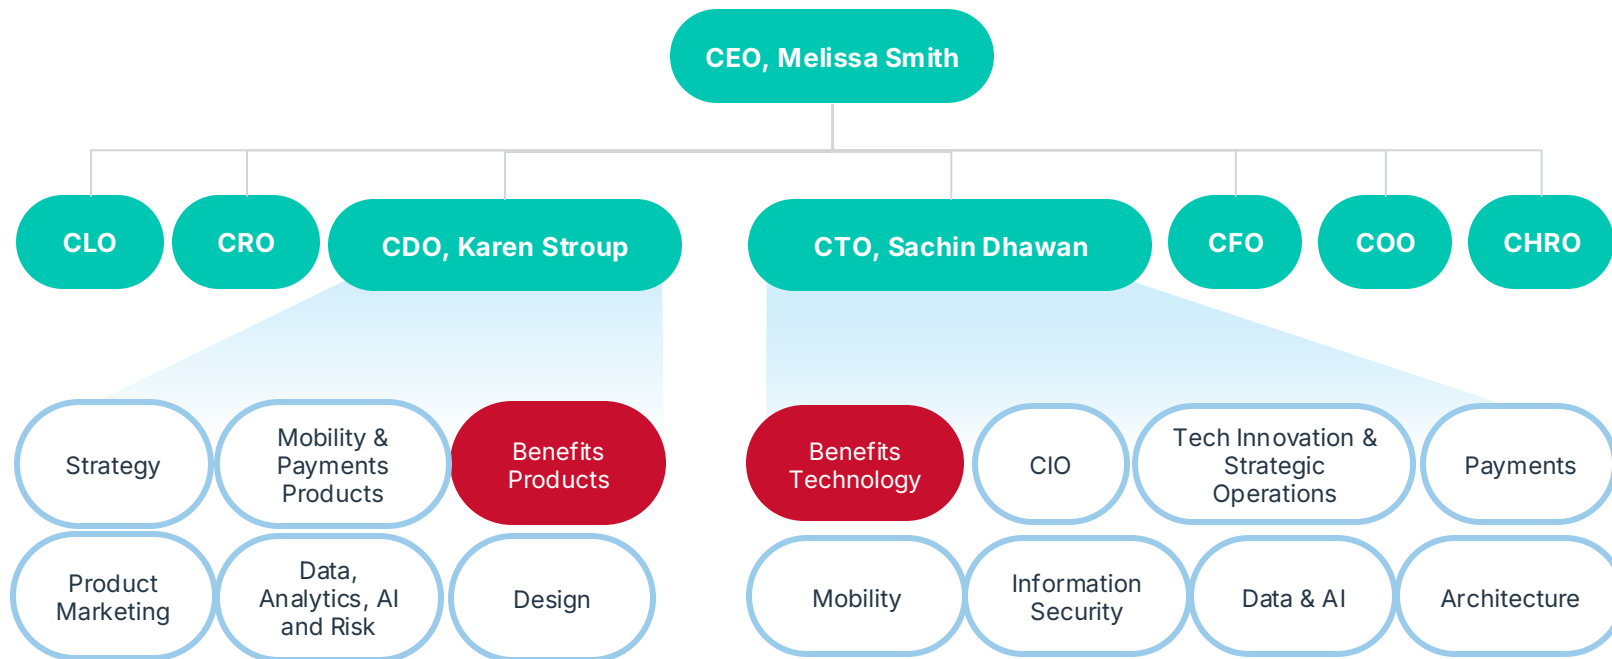 CEO, Melissa Smith
CLO
CRO
CDO, Karen Stroup
CTO, Sachin Dhawan
CFO
COO
CHRO
Strategy
Mobility &
Payments
Products
Benefits
Products
Benefits
Technology
CIO
Tech Innovation &
Strategic
Operations
Payments
Product
Marketing
Data,
Analytics, AI
and Risk
Design
Mobility
Information
Security
Data & AI
Architecture